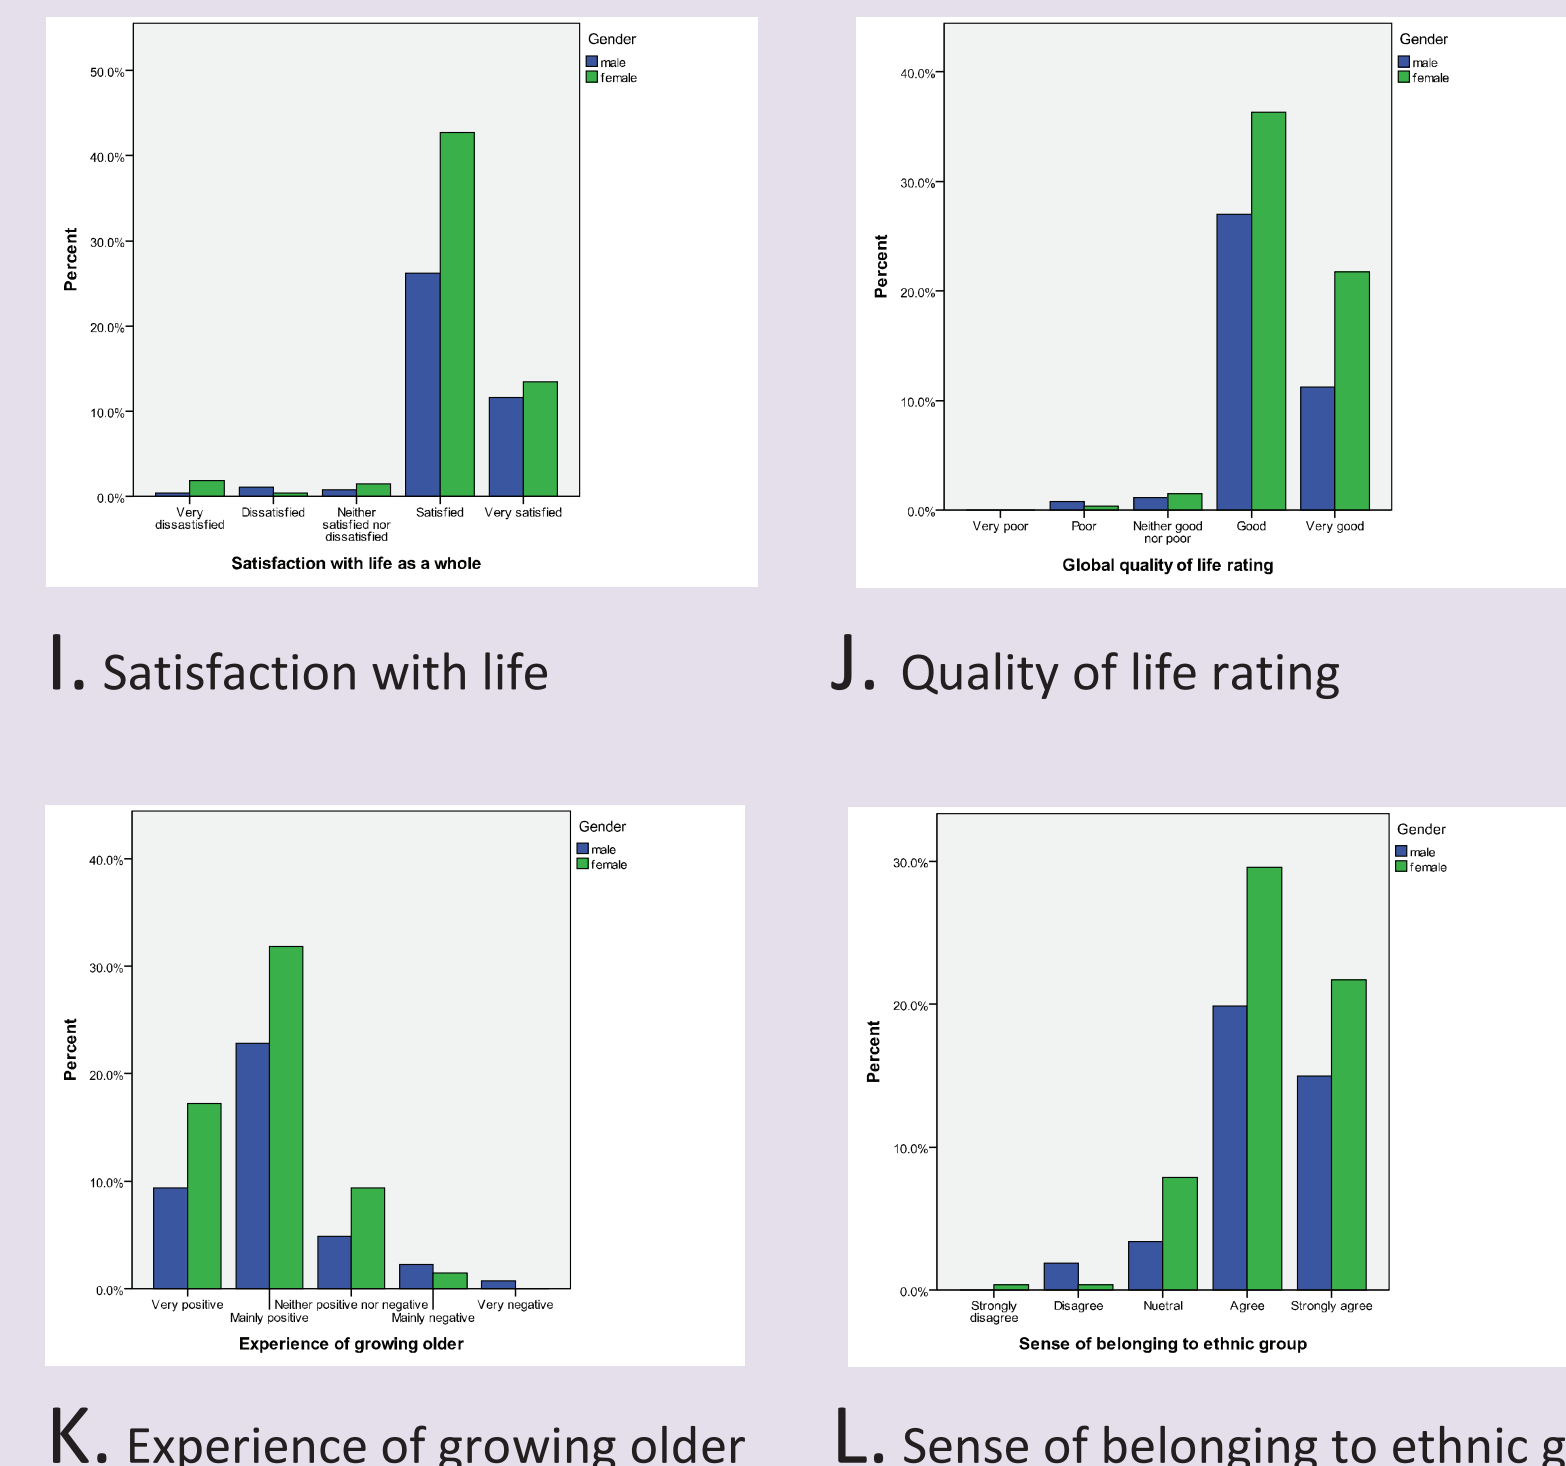 Gender
male
female
50.0%
40.0%
30.0%
20.0%
10.0%
0.0%
Percent
Very
dissastisfied
Dissatisfied
Neither
satisfied nor
dissatisfied
Satisfied
Very satisfied
Satisfaction with life as a whole
I. Satisfaction with life
Gender
male
female
40.0%
30.0%
20.0%
10.0%
0.0%
Percent
Very poor
Poor
Neither good
nor poor
Good
Very good
Global quality of life rating
J. Quality of life rating
Gender
male
female
40.0%
30.0%
20.0%
10.0%
0.0%
Percent
Very positive
Mainly positive
Neither positive nor negative
Mainly negative
Very negative
Experience of growing older
K. Experience of growing older
Gender
male
female
30.0%
20.0%
10.0%
0.0%
Percent
Strongly
disagree
Disagree
Nuetral
Agree
Strongly agree
Sense of belonging to ethnic group
L. Sense of belonging to ethnic g